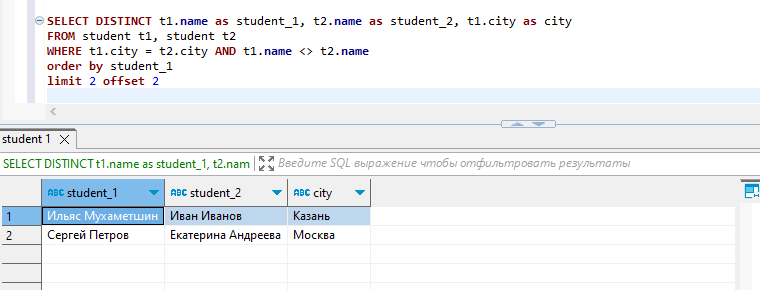 SELECT DISTINCT t1.name as student_1, t2.name as student_2, t1.city as city
FROM student t1, student t2
WHERE t1.city = t2.city AND t1.name <> t2.name
order by student_1
limit 2 offset 2
student 1
SELECT DISTINCT t1.name as student_1, t2.nam Введите SQL выражение чтобы отфильтровать результаты
ABC student_1 ABC student_2 ABC city
1 Ильяс Мухаметшин Иван Иванов Казань
2 Сергей Петров Екатерина Андреева Москва